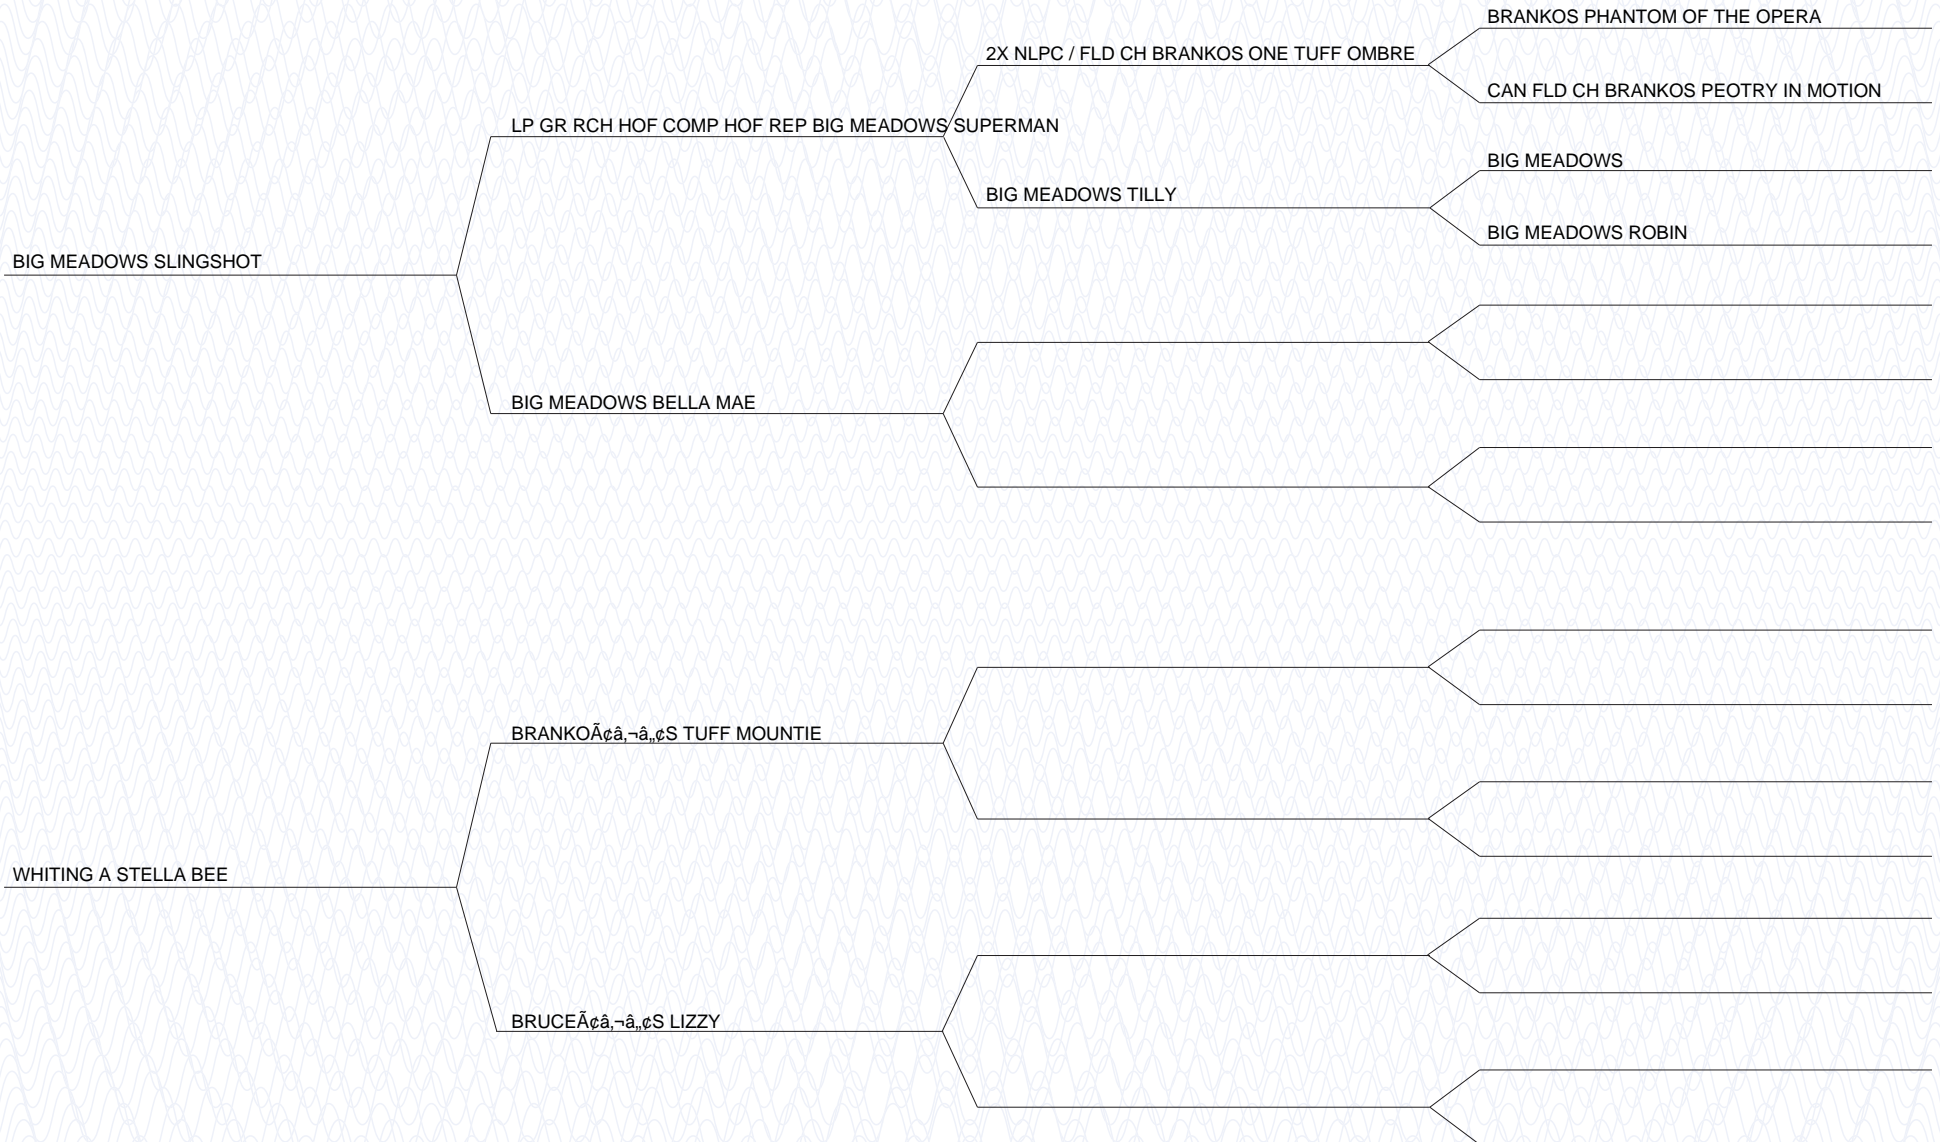 BRANKOS PHANTOM OF THE OPERA
2X NLPC / FLD CH BRANKOS ONE TUFF OMBRE
CAN FLD CH BRANKOS PEOTRY IN MOTION
LP GR RCH HOF COMP HOF REP BIG MEADOWS SUPERMAN
BIG MEADOWS
BIG MEADOWS TILLY
BIG MEADOWS ROBIN
BIG MEADOWS SLINGSHOT
BIG MEADOWS BELLA MAE
BRANKOÃ¢â‚¬â„¢S TUFF MOUNTIE
WHITING A STELLA BEE
BRUCEÃ¢â‚¬â„¢S LIZZY